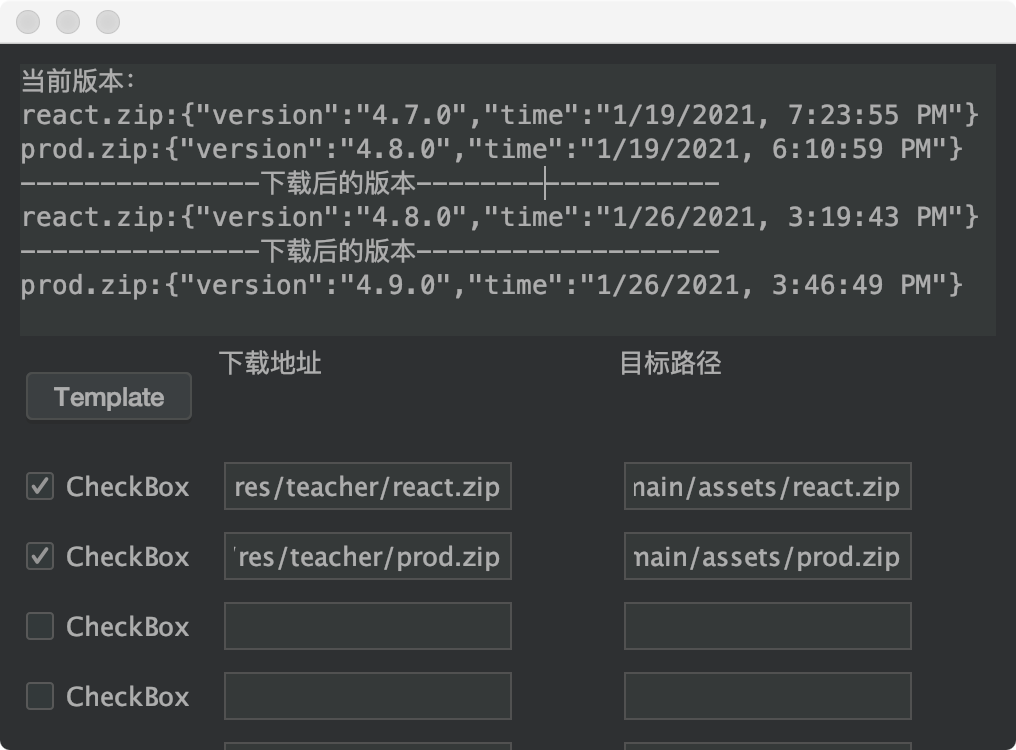 当前版本：
react.zip:{"version":"4.7.0","time":"1/19/2021, 7:23:55 PM"}
prod.zip:{"version":"4.8.0","time":"1/19/2021, 6:10:59 PM"}
---------------下载后的版本-------------------
react.zip:{"version":"4.8.0","time":"1/26/2021, 3:19:43 PM"}
---------------下载后的版本-------------------
prod.zip:{"version":"4.9.0","time":"1/26/2021, 3:46:49 PM"}
下载地址 目标路径
Template
CheckBox res/teacher/react.zip main/assets/react.zip
CheckBox /res/teacher/prod.zip main/assets/prod.zip
CheckBox
CheckBox